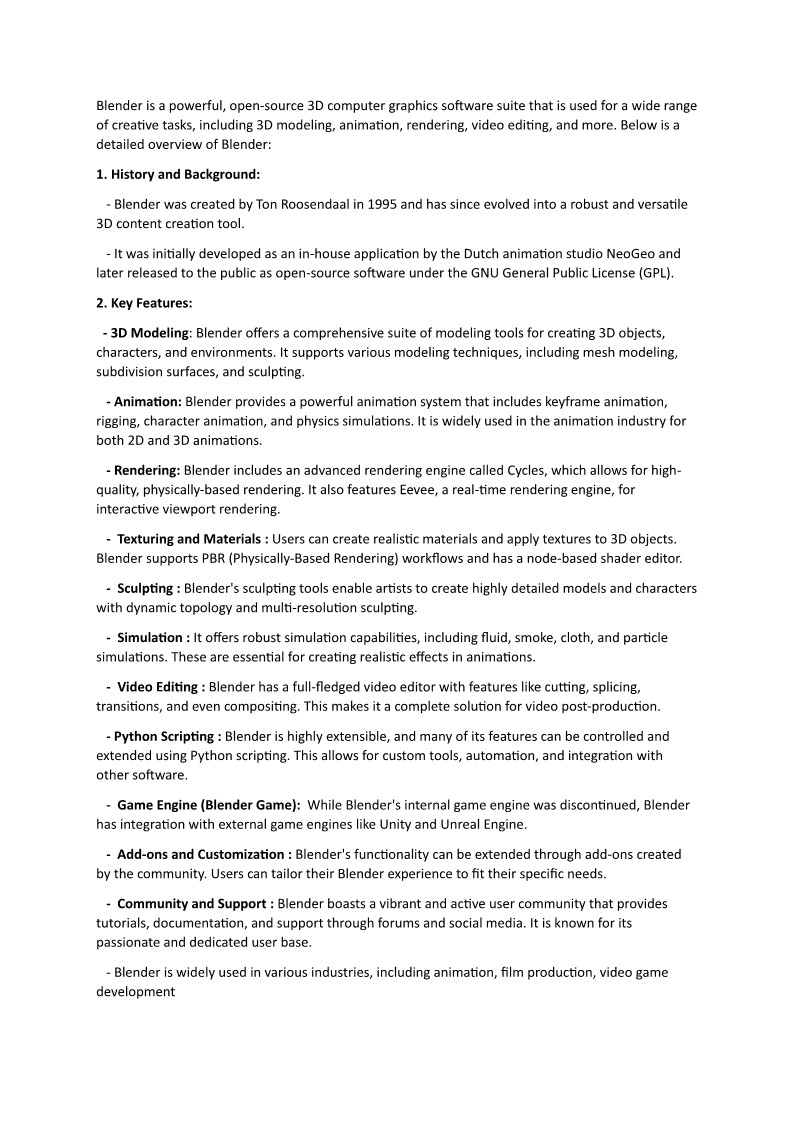 Blender is a powerful, open-source 3D computer graphics software suite that is used for a wide range
of creative tasks, including 3D modeling, animation, rendering, video editing, and more. Below is a
detailed overview of Blender:
1. History and Background:
- Blender was created by Ton Roosendaal in 1995 and has since evolved into a robust and versatile
3D content creation tool.
- It was initially developed as an in-house application by the Dutch animation studio NeoGeo and
later released to the public as open-source software under the GNU General Public License (GPL).
2. Key Features:
- 3D Modeling: Blender offers a comprehensive suite of modeling tools for creating 3D objects,
characters, and environments. It supports various modeling techniques, including mesh modeling,
subdivision surfaces, and sculpting.
- Animation: Blender provides a powerful animation system that includes keyframe animation,
rigging, character animation, and physics simulations. It is widely used in the animation industry for
both 2D and 3D animations.
- Rendering: Blender includes an advanced rendering engine called Cycles, which allows for high-
quality, physically-based rendering. It also features Eevee, a real-time rendering engine, for
interactive viewport rendering.
- Texturing and Materials : Users can create realistic materials and apply textures to 3D objects.
Blender supports PBR (Physically-Based Rendering) workflows and has a node-based shader editor.
- Sculpting : Blender's sculpting tools enable artists to create highly detailed models and characters
with dynamic topology and multi-resolution sculpting.
- Simulation : It offers robust simulation capabilities, including fluid, smoke, cloth, and particle
simulations. These are essential for creating realistic effects in animations.
- Video Editing : Blender has a full-fledged video editor with features like cutting, splicing,
transitions, and even compositing. This makes it a complete solution for video post-production.
- Python Scripting : Blender is highly extensible, and many of its features can be controlled and
extended using Python scripting. This allows for custom tools, automation, and integration with
other software.
- Game Engine (Blender Game): While Blender's internal game engine was discontinued, Blender
has integration with external game engines like Unity and Unreal Engine.
- Add-ons and Customization : Blender's functionality can be extended through add-ons created
by the community. Users can tailor their Blender experience to fit their specific needs.
- Community and Support : Blender boasts a vibrant and active user community that provides
tutorials, documentation, and support through forums and social media. It is known for its
passionate and dedicated user base.
- Blender is widely used in various industries, including animation, film production, video game
development